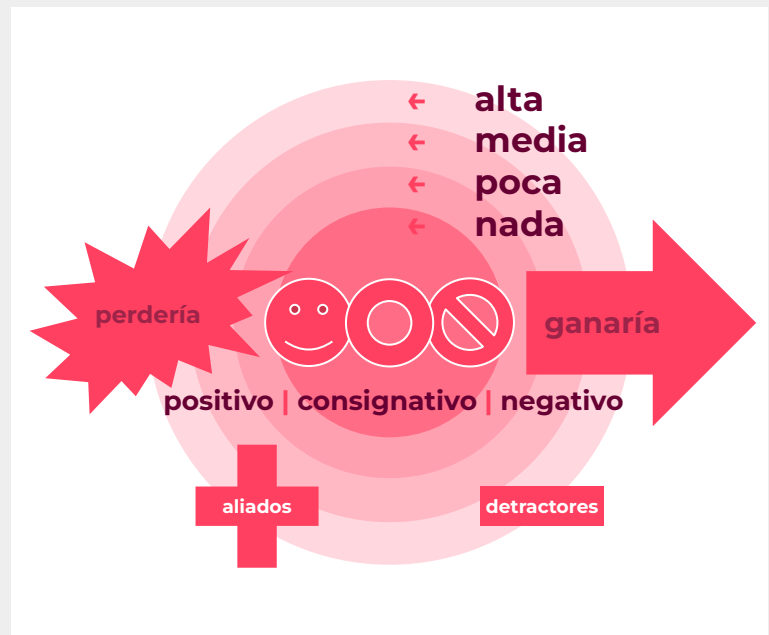 alta
media
poca
nada
perdería
ganaría
positivo | consignativo | negativo
aliados
detractores